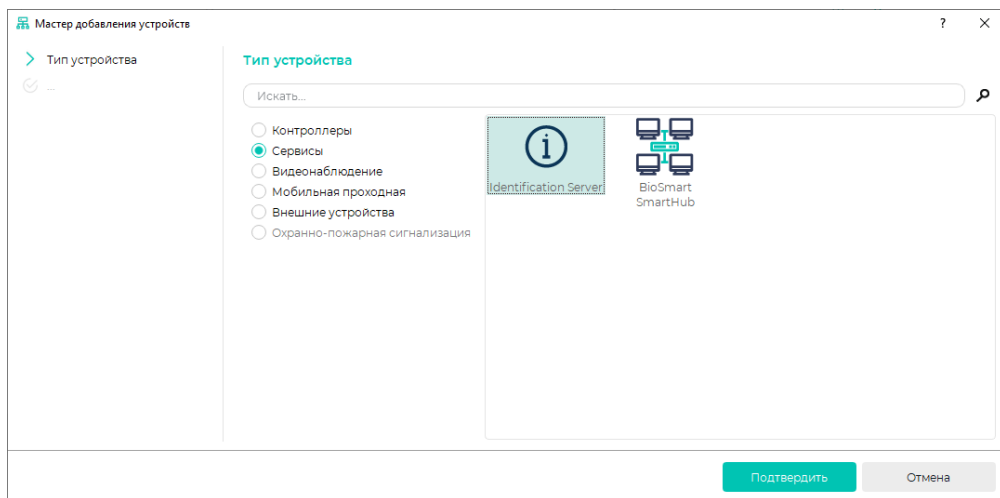 Мастер добавления устройств
?
Тип устройства
...
Тип устройства
Искать...
Контроллеры
Сервисы
Видеонаблюдение
Мобильная проходная
Внешние устройства
Охранно-пожарная сигнализация
Identification Server
BioSmart
SmartHub
Подтвердить
Отмена